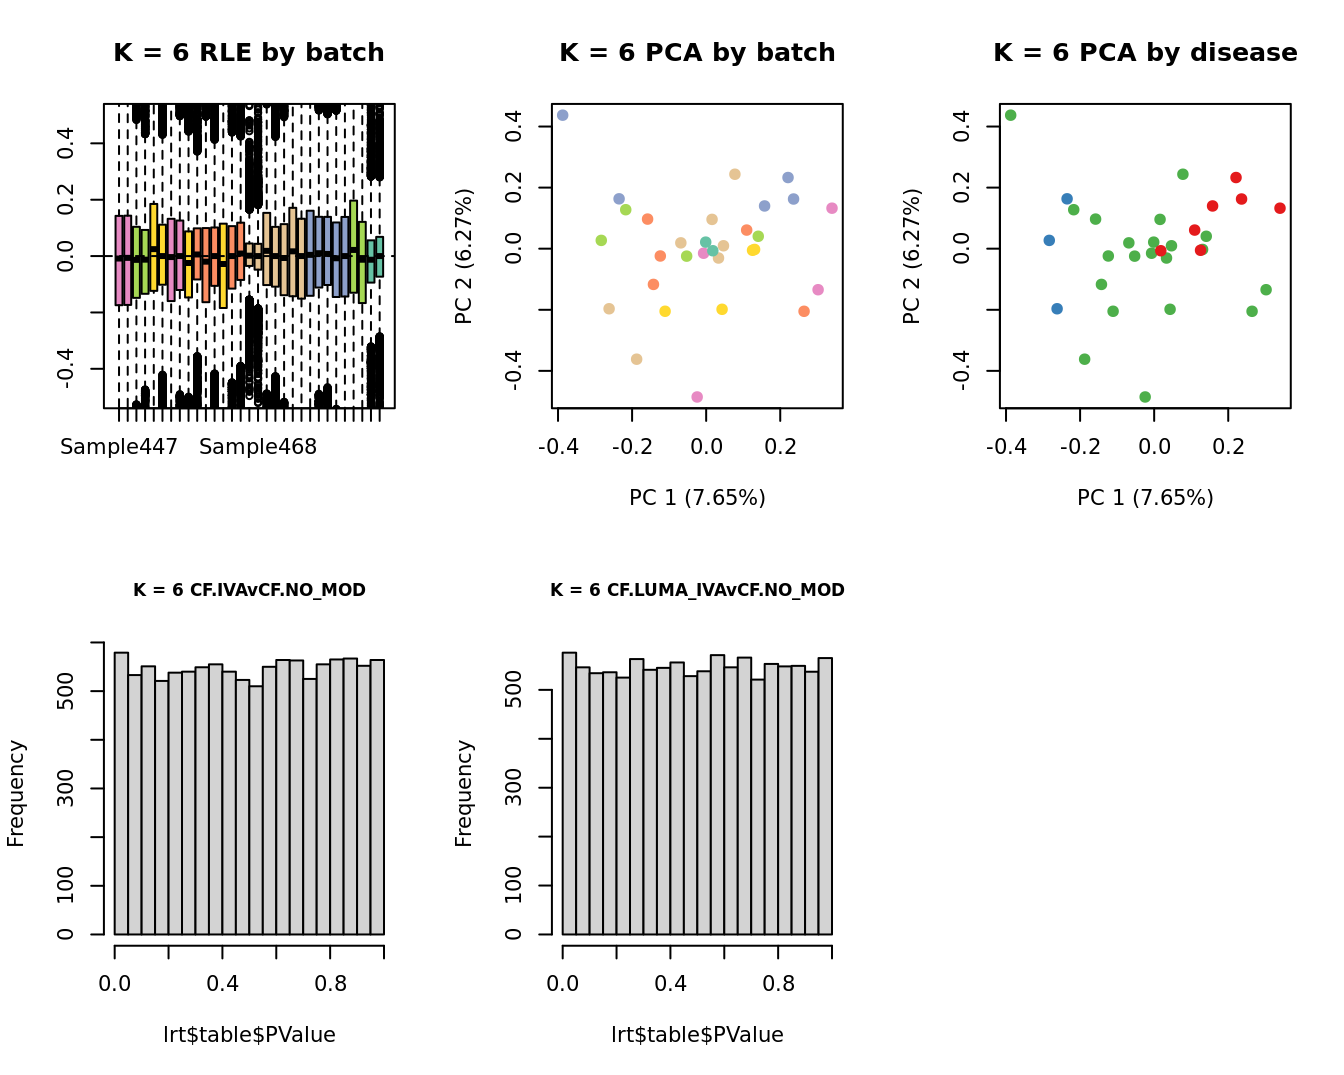 K = 6 RLE by batch
0.4
0.2
0.0
-0.4
Sample447 Sample468
K = 6 PCA by batch
PC 2 (6.27%)
0.4
0.2
0.0
-0.4
-0.4 -0.2 0.0 0.2
PC 1 (7.65%)
K = 6 PCA by disease
PC 2 (6.27%)
0.4
0.2
0.0
-0.4
-0.4 -0.2 0.0 0.2
PC 1 (7.65%)
K = 6 CF.IVAvCF.NO_MOD
Frequency
500
300
100
0
0.0 0.4 0.8
lrt$table$PValue
K = 6 CF.LUMA_IVAvCF.NO_MOD
Frequency
500
300
100
0
0.0 0.4 0.8
lrt$table$PValue